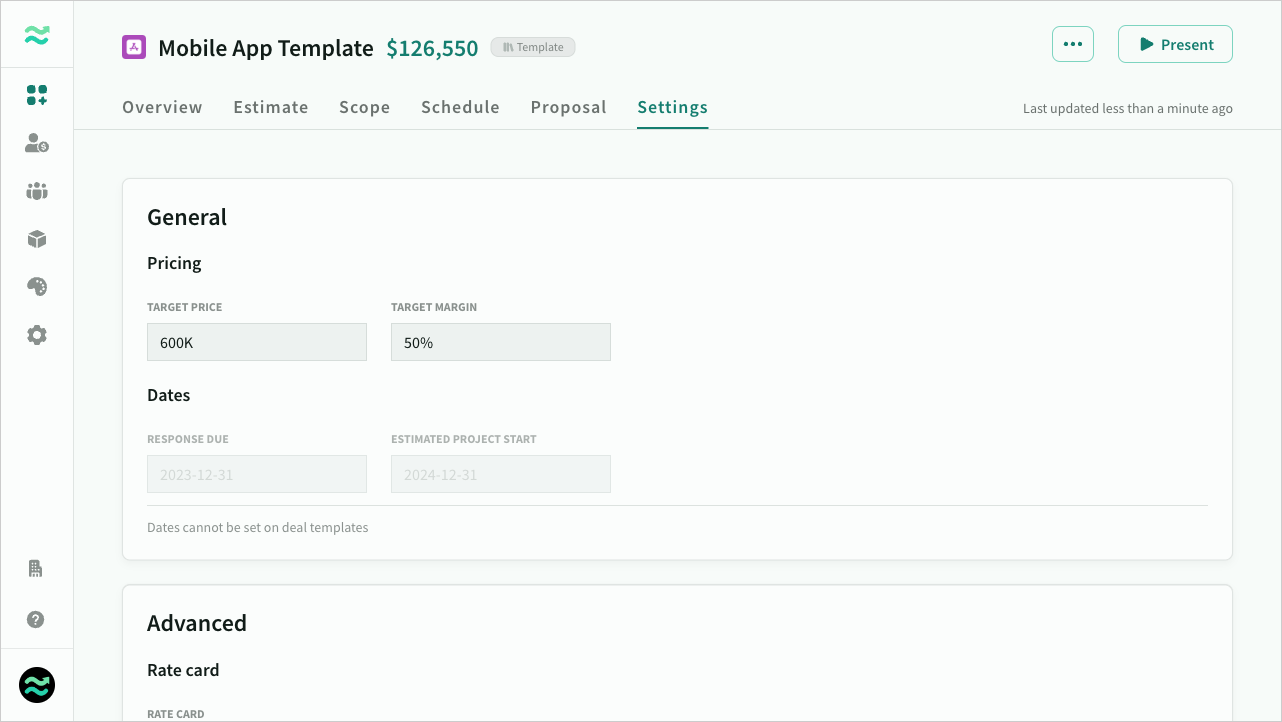 Mobile App Template $126,550 Template
Present
Overview Estimate Scope Schedule Proposal Settings
Last updated less than a minute ago
General
Pricing
TARGET PRICE TARGET MARGIN
600K 50%
Dates
RESPONSE DUE ESTIMATED PROJECT START
2023-12-31 2024-12-31
Dates cannot be set on deal templates
Advanced
Rate card
RATE CARD